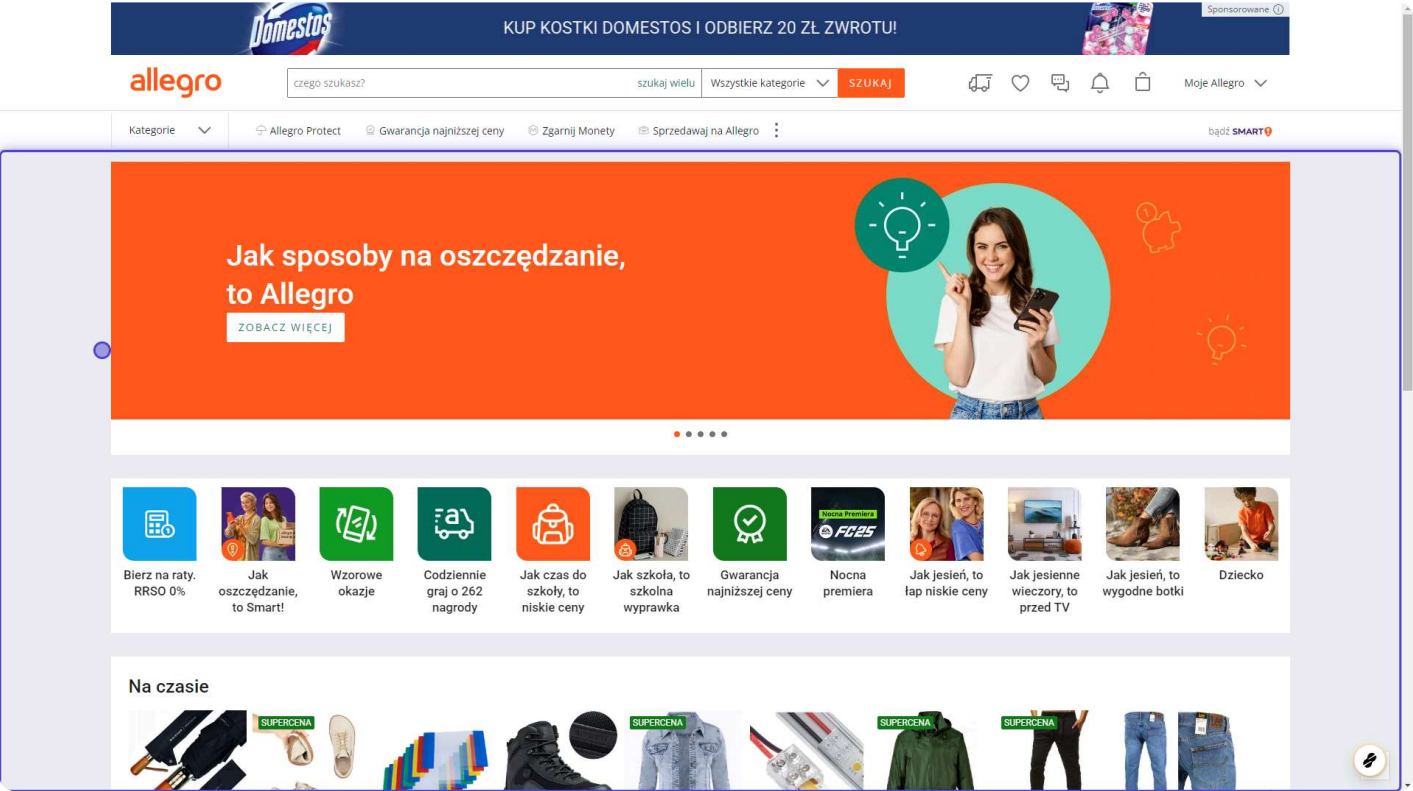 Domestos
KUP KOSTKI DOMESTOS I ODBIERZ 20 ZŁ ZWROTU!
Sponsorowane
allegro
czego szukasz?
szukaj wielu
Wszystkie kategorie
SZUKAJ
Moje Allegro
Kategorie
Allegro Protect
Gwarancja najniższej ceny
Zgarnij Monety
Sprzedawaj na Allegro
bądź SMART!
Jak sposoby na oszczędzanie,
to Allegro
ZOBACZ WIĘCEJ
Nocna Premiera
FC25
Bierz na raty.
RRSO 0%
Jak
oszczędzanie,
to Smart!
Wzorowe
okazje
Codziennie
graj o 262
nagrody
Jak czas do
szkoły, to
niskie ceny
Jak szkoła, to
szkolna
wyprawka
Gwarancja
najniższej ceny
Nocna
premiera
Jak jesień, to
łap niskie ceny
Jak jesienne
wieczory, to
przed TV
Jak jesień, to
wygodne botki
Dziecko
Na czasie
SUPERCENA
SUPERCENA
SUPERCENA
SUPERCENA